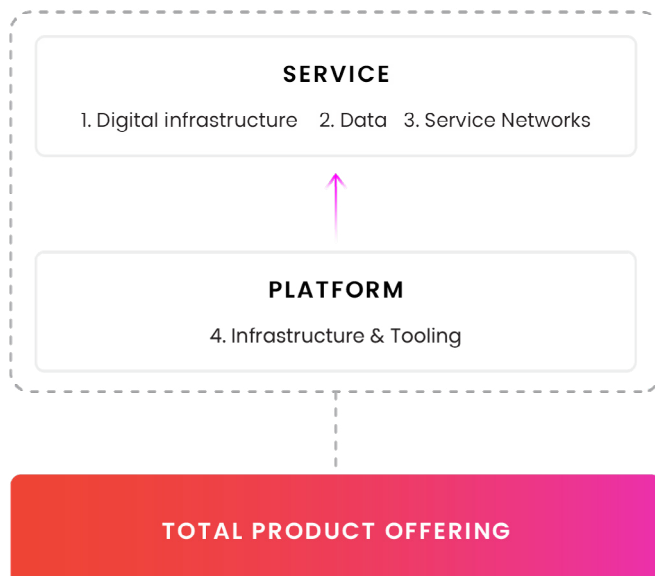 SERVICE
1. Digital infrastructure 2. Data 3. Service Networks
PLATFORM
4. Infrastructure & Tooling
TOTAL PRODUCT OFFERING